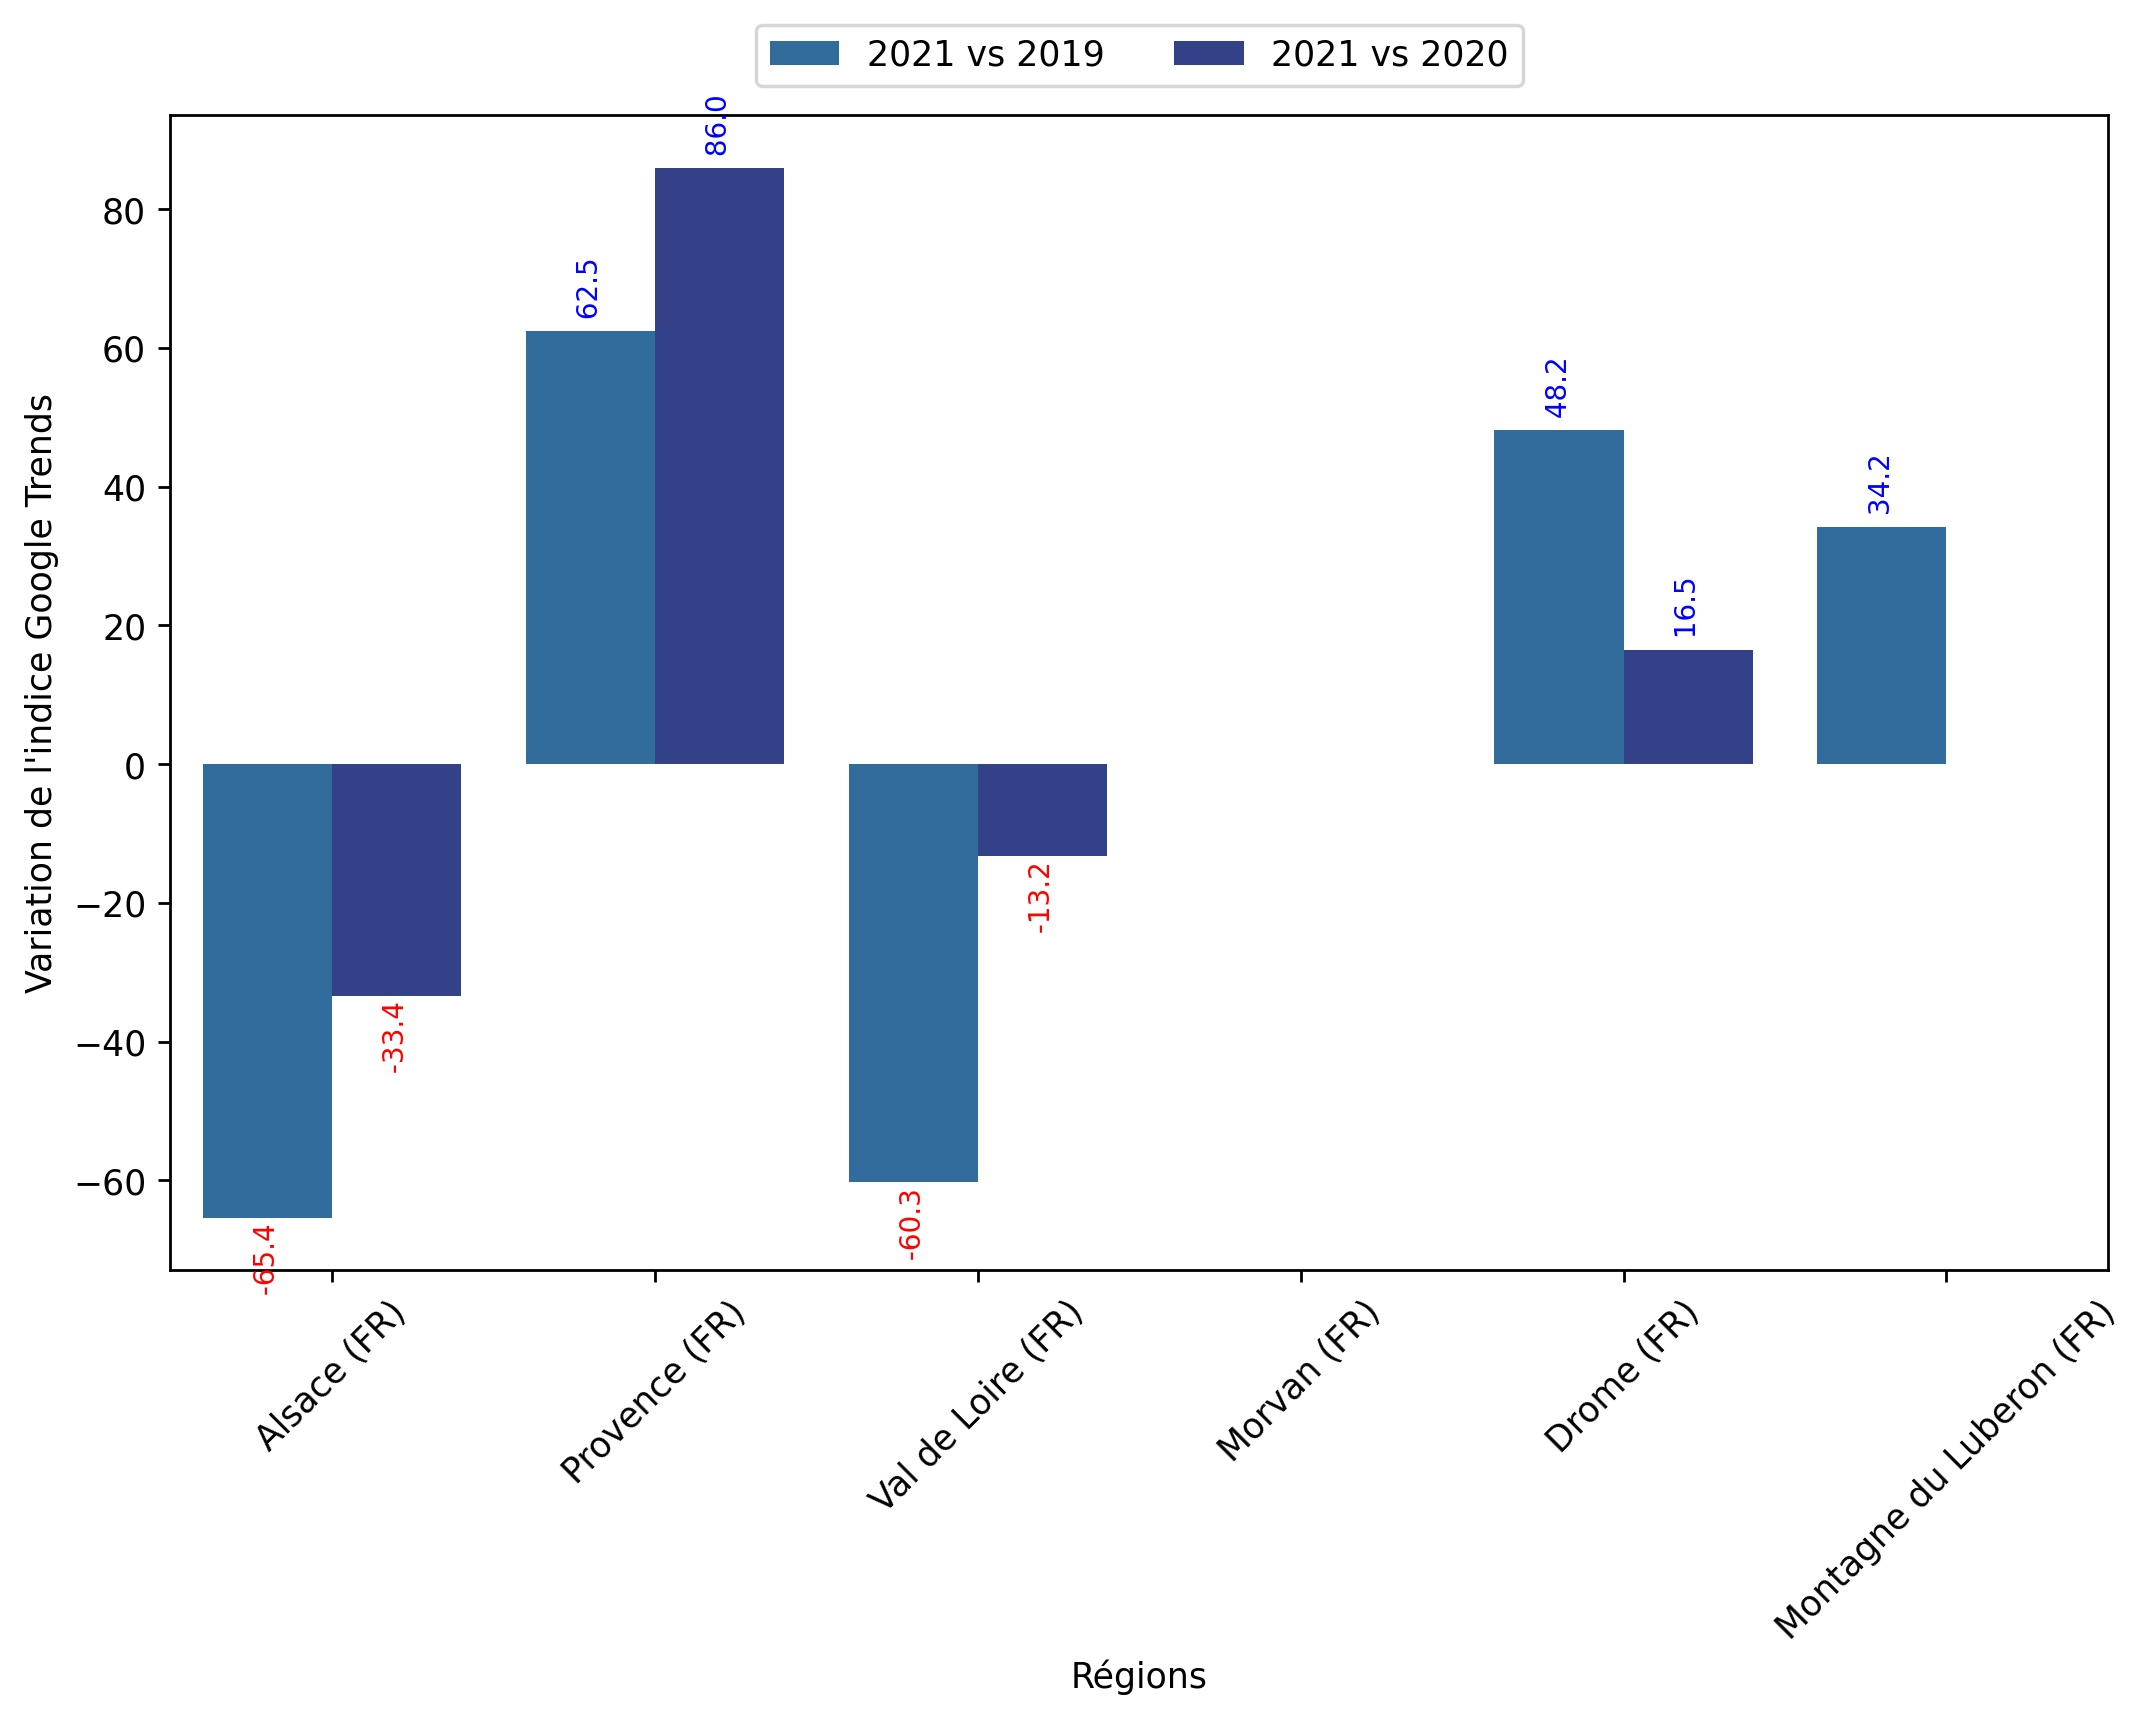 2021 vs 2019
2021 vs 2020
Variation de l'indice Google Trends
80
60
40
20
0
−20
−40
−60
-65.4
-33.4
62.5
86.0
-60.3
-13.2
48.2
16.5
34.2
Alsace (FR)
Provence (FR)
Val de Loire (FR)
Morvan (FR)
Drome (FR)
Montagne du Luberon (FR)
Régions